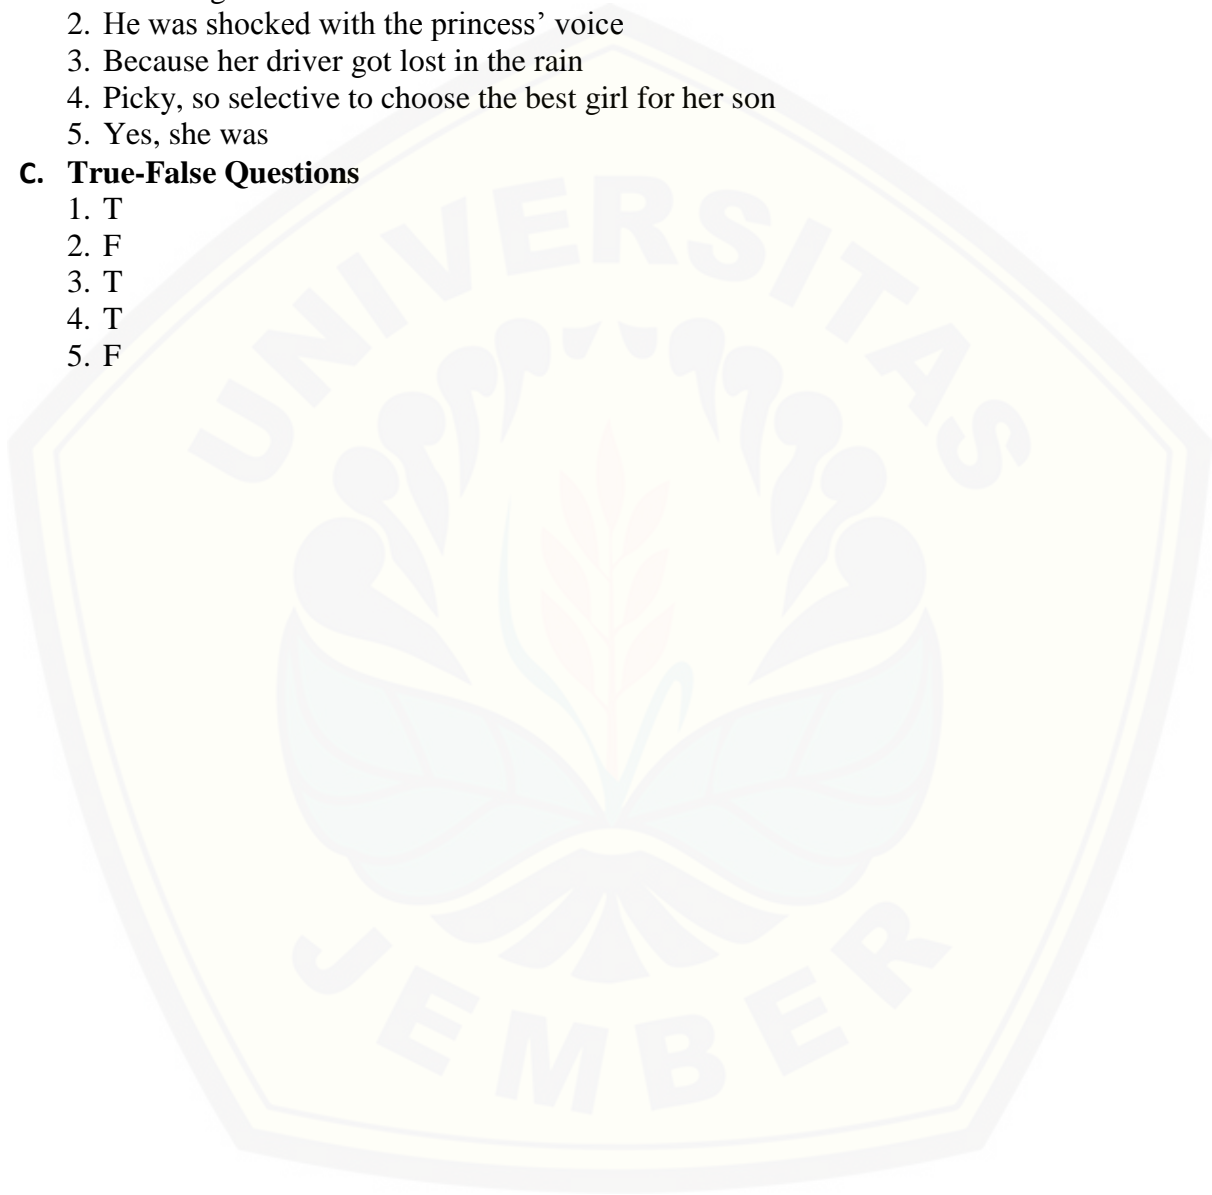 2. He was shocked with the princess’ voice
3. Because her driver got lost in the rain
4. Picky, so selective to choose the best girl for her son
5. Yes, she was
C. True-False Questions
1. T
2. F
3. T
4. T
5. F
UNIVERSITAS
JEMBER